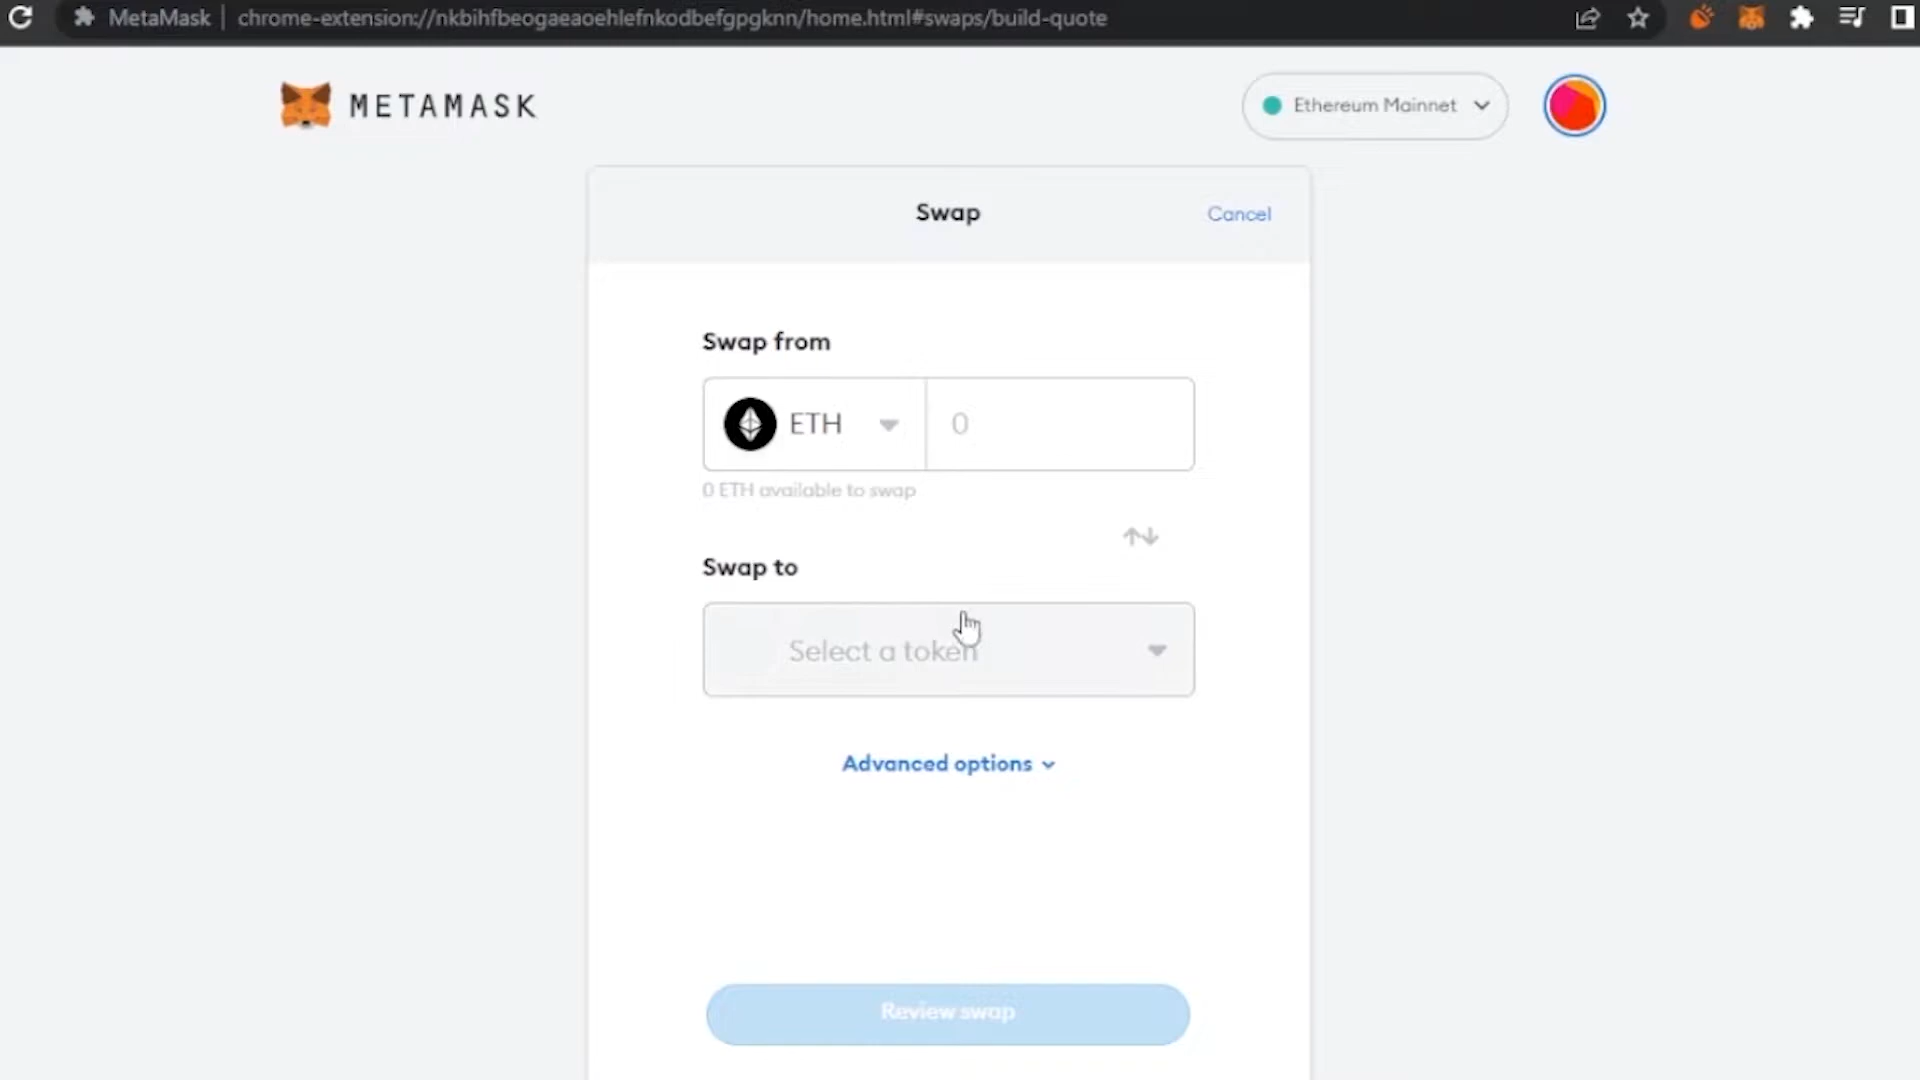 MetaMask | chrome-extension://nkbihfbeogaeaoehlefnkodbefgpgknn/home.html#swaps/build-quote
METAMASK
Ethereum Mainnet
Swap
Cancel
Swap from
ETH
0
0 ETH available to swap
Swap to
Select a token
Advanced options
Review swap